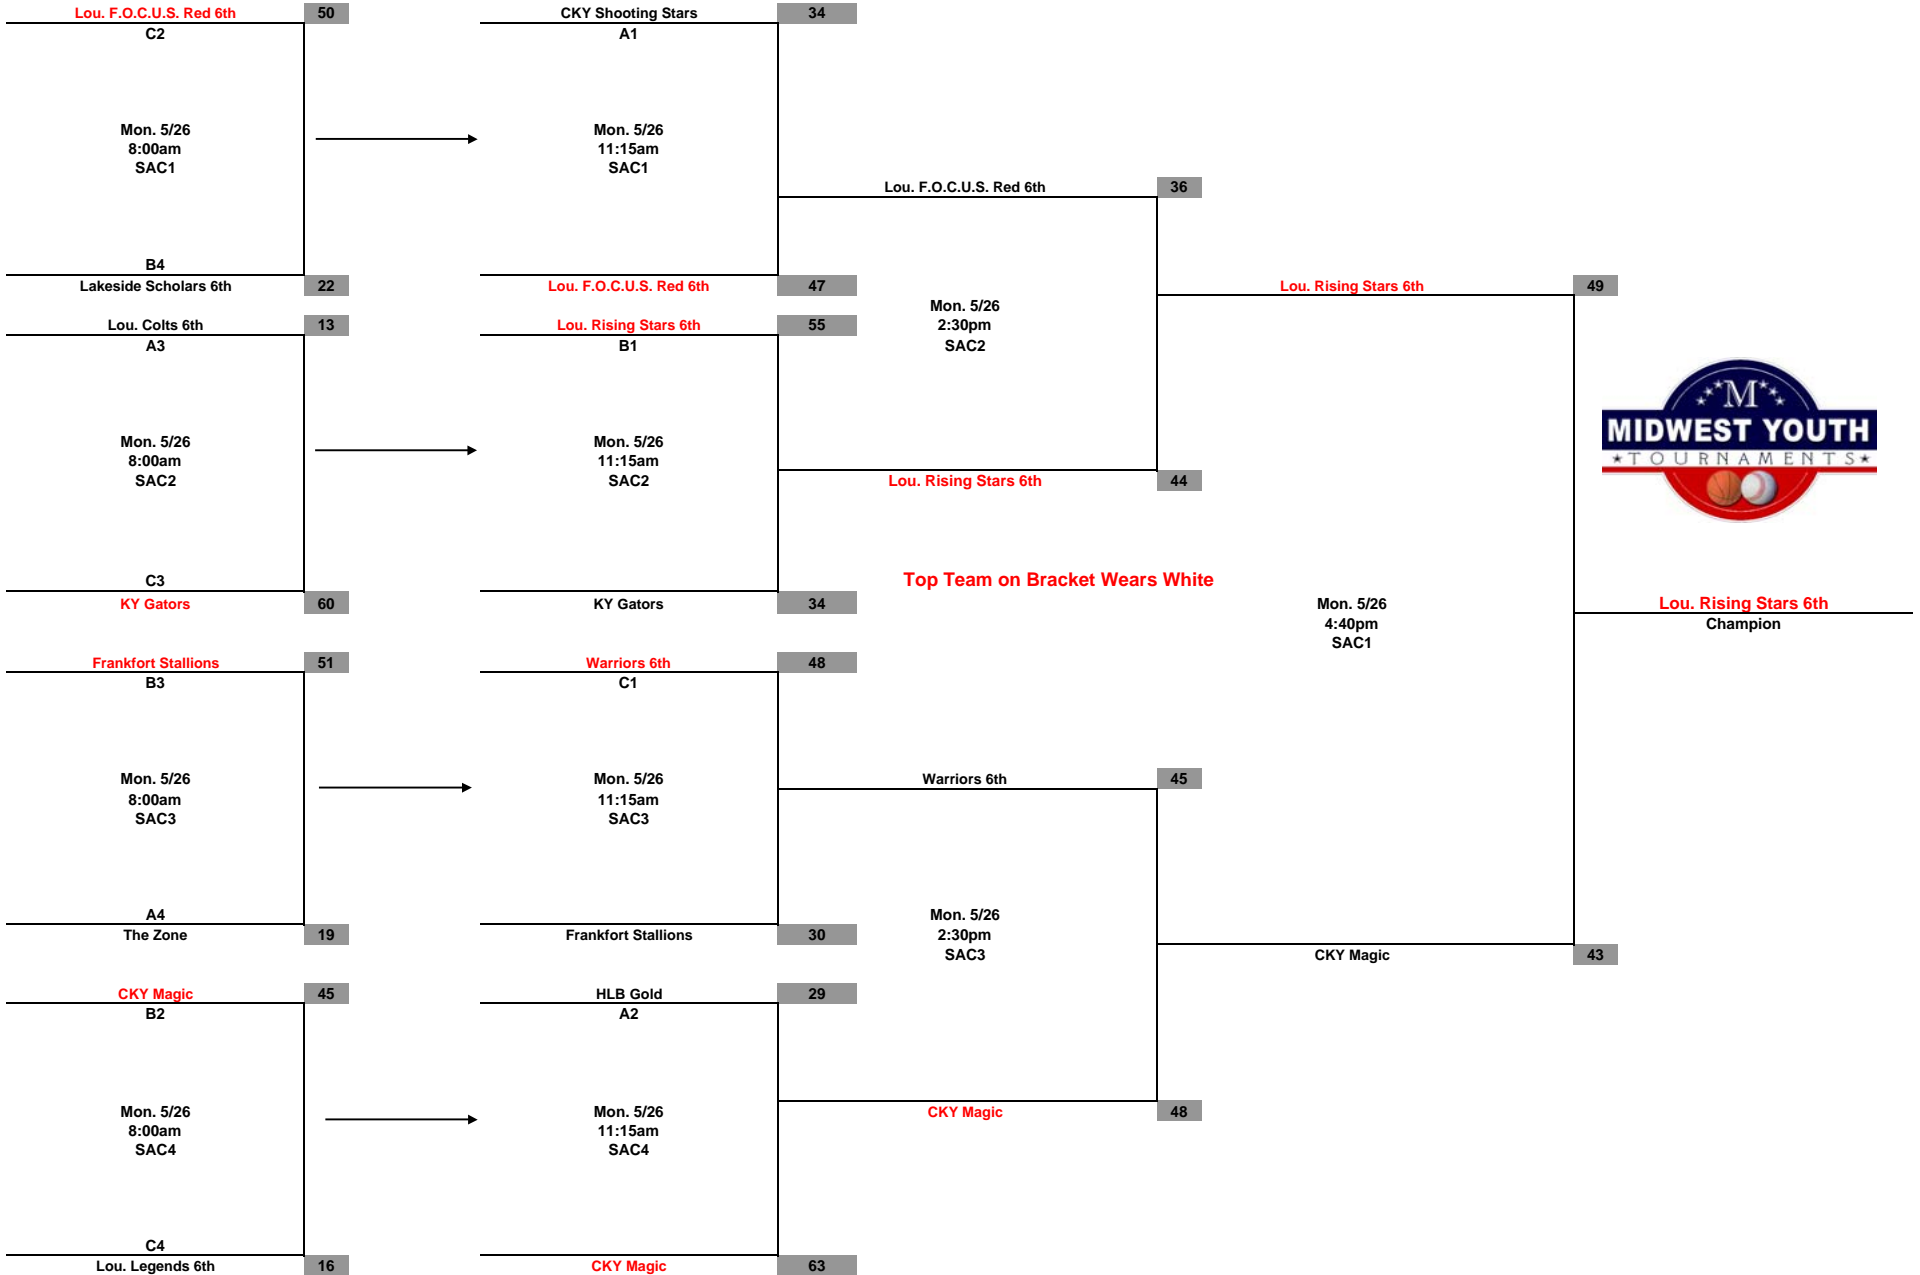 Lou. F.O.C.U.S. Red 6th 50
C2
Mon. 5/26
8:00am
SAC1
B4
Lakeside Scholars 6th 22
Lou. Colts 6th 13
A3
Mon. 5/26
8:00am
SAC2
C3
KY Gators 60
Frankfort Stallions 51
B3
Mon. 5/26
8:00am
SAC3
A4
The Zone 19
CKY Magic 45
B2
Mon. 5/26
8:00am
SAC4
C4
Lou. Legends 6th 16
CKY Shooting Stars 34
A1
Mon. 5/26
11:15am
SAC1
Lou. F.O.C.U.S. Red 6th 47
Lou. Rising Stars 6th 55
B1
Mon. 5/26
11:15am
SAC2
KY Gators 34
Warriors 6th 48
C1
Mon. 5/26
11:15am
SAC3
Frankfort Stallions 30
HLB Gold 29
A2
Mon. 5/26
11:15am
SAC4
CKY Magic 63
Lou. F.O.C.U.S. Red 6th 36
Mon. 5/26
2:30pm
SAC2
Lou. Rising Stars 6th 44
Top Team on Bracket Wears White
Warriors 6th 45
Mon. 5/26
2:30pm
SAC3
CKY Magic 48
Lou. Rising Stars 6th 49
Mon. 5/26
4:40pm
SAC1
CKY Magic 43
M
MIDWEST YOUTH
TOURNAMENTS
Lou. Rising Stars 6th
Champion